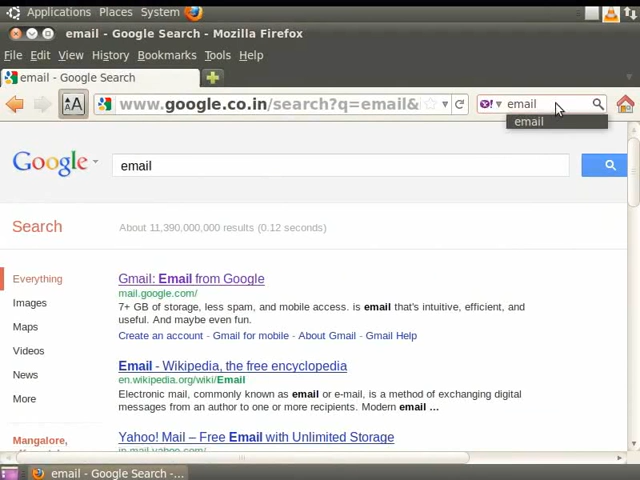 Applications Places System
email - Google Search - Mozilla Firefox
File Edit View History Bookmarks Tools Help
email - Google Search
AA www.google.co.in/search?q=email& Y! email
email
Google email
Search About 11,390,000,000 results (0.12 seconds)
Everything
Images
Maps
Videos
News
More
Mangalore,
Gmail: Email from Google
mail.google.com/
7+ GB of storage, less spam, and mobile access. is email that's intuitive, efficient, and
useful. And maybe even fun.
Create an account - Gmail for mobile - About Gmail - Gmail Help
Email - Wikipedia, the free encyclopedia
en.wikipedia.org/wiki/Email
Electronic mail, commonly known as email or e-mail, is a method of exchanging digital
messages from an author to one or more recipients. Modern email ...
Yahoo! Mail – Free Email with Unlimited Storage
in.mail.yahoo.com/
email - Google Search -...